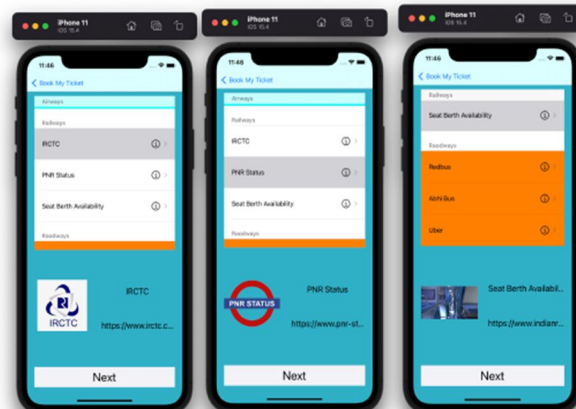 iPhone 11
iOS 15.4
11:46
Book My Ticket
Airways
Railways
IRCTC
PNR Status
Seat Berth Availability
Roadways
IRCTC
IRCTC
https://www.irctc.c...
Next
iPhone 11
iOS 15.4
11:46
Book My Ticket
Airways
Railways
IRCTC
PNR Status
Seat Berth Availability
Roadways
PNR STATUS
PNR Status
https://www.pnr-st...
Next
iPhone 11
iOS 15.4
11:46
Book My Ticket
Railways
Seat Berth Availability
Roadways
Redbus
Abhi Bus
Uber
Seat Berth Availabil...
https://www.indianr...
Next